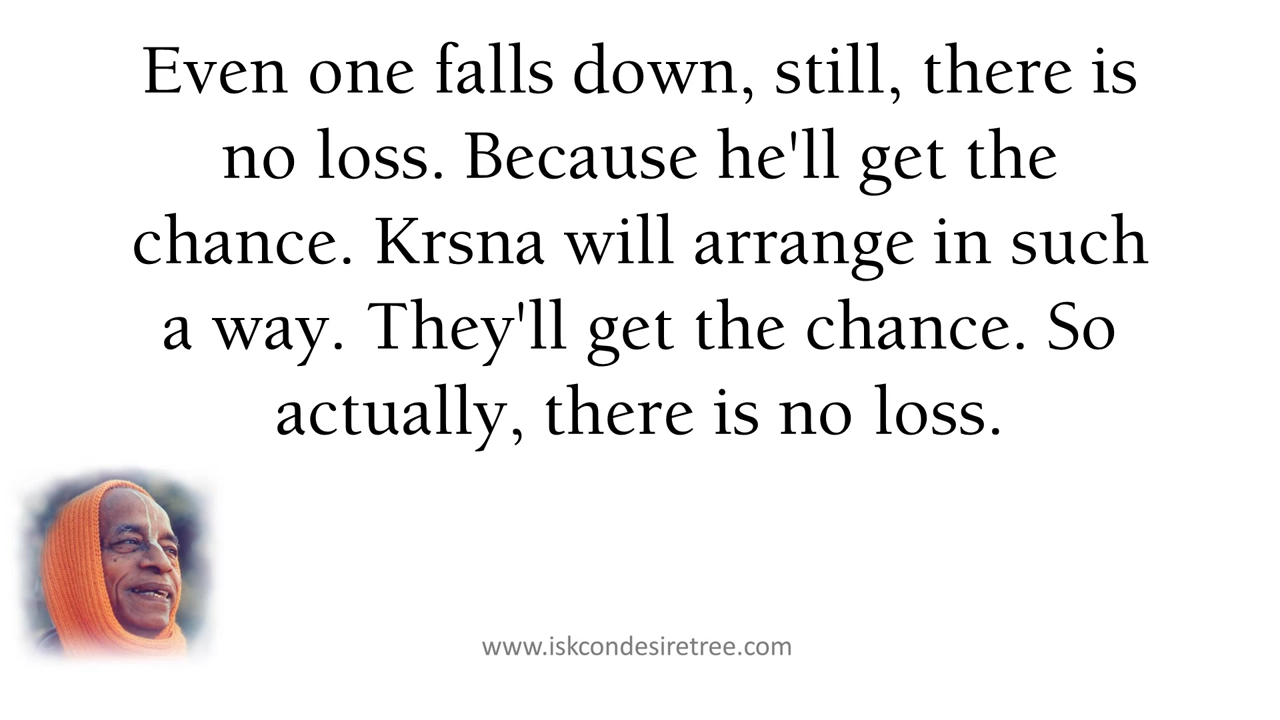 Even one falls down, still, there is
no loss. Because he'll get the
chance. Krsna will arrange in such
a way. They'll get the chance. So
actually, there is no loss.
www.iskcondesiretree.com